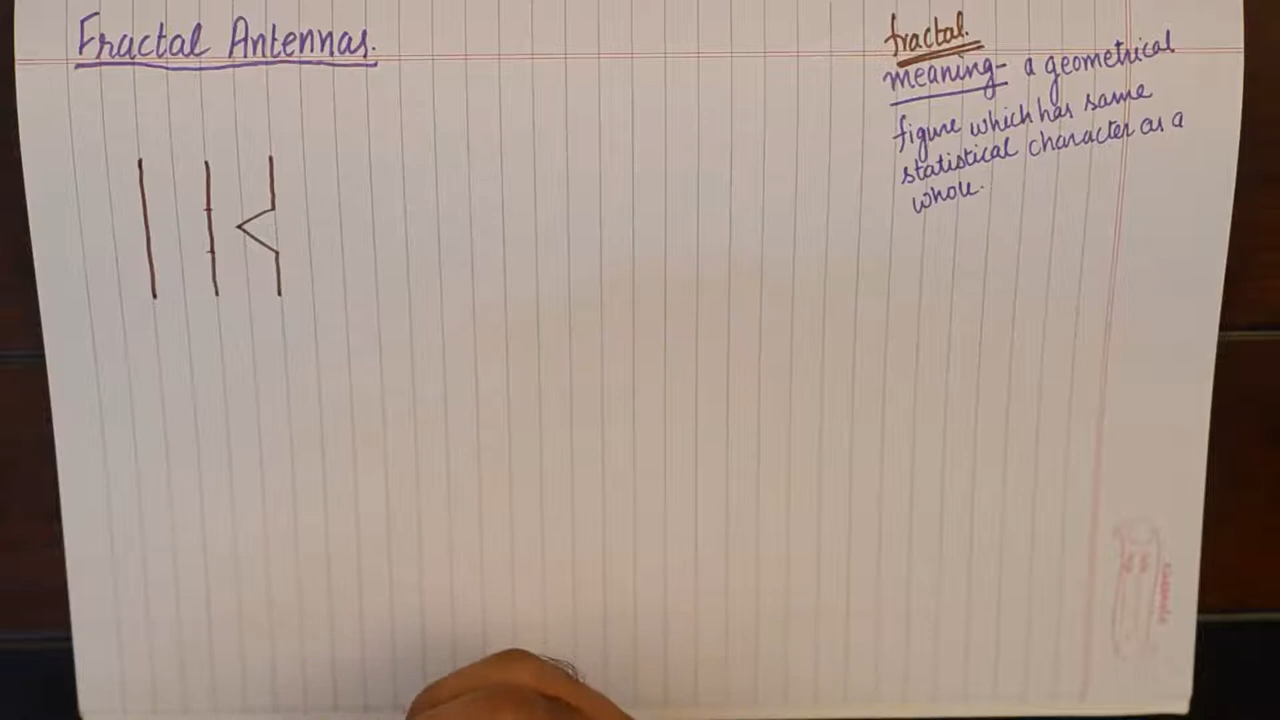 Fractal Antennas.
fractal.
meaning- a geometrical
figure which has same
statistical character as a
whole.